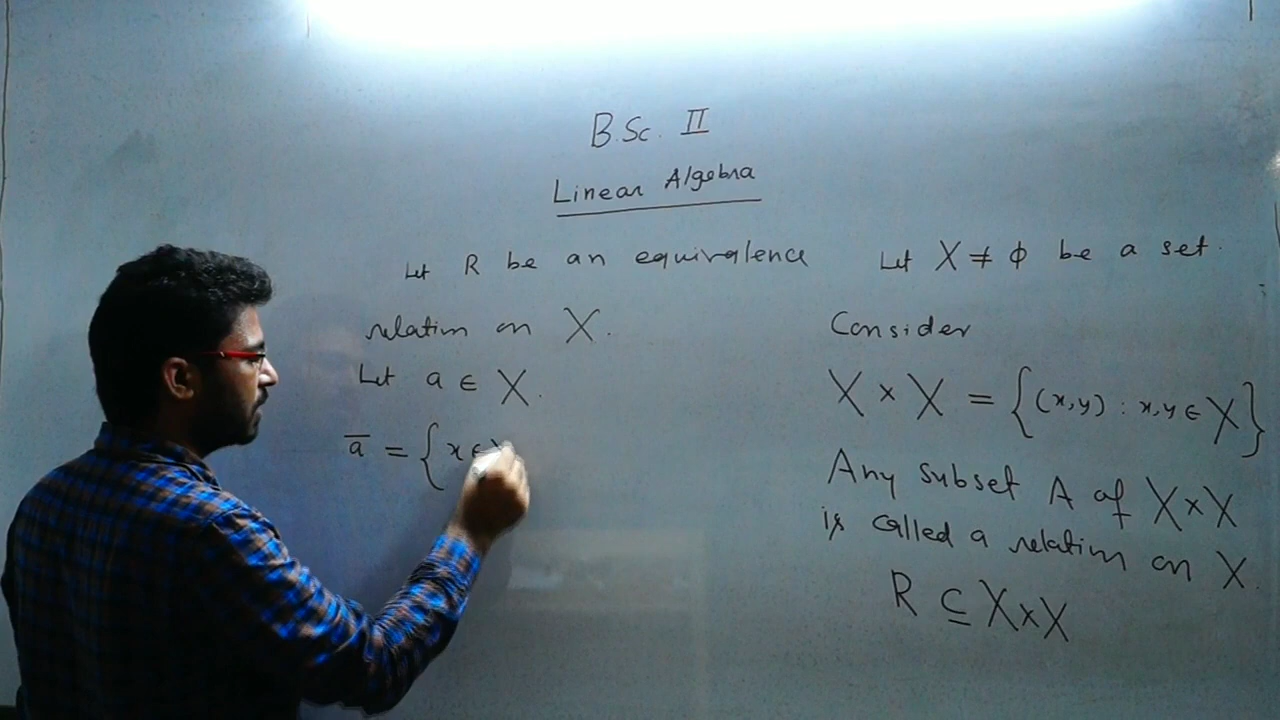 B.Sc. II
Linear Algebra
Let R be an equivalence
relation on X.
Let a ∈ X.
a̅ = { x ∈
Let X ≠ ϕ be a set.
Consider
X × X = {(x,y) : x,y ∈ X}
Any subset A of X×X
is called a relation on X.
R ⊆ X×X